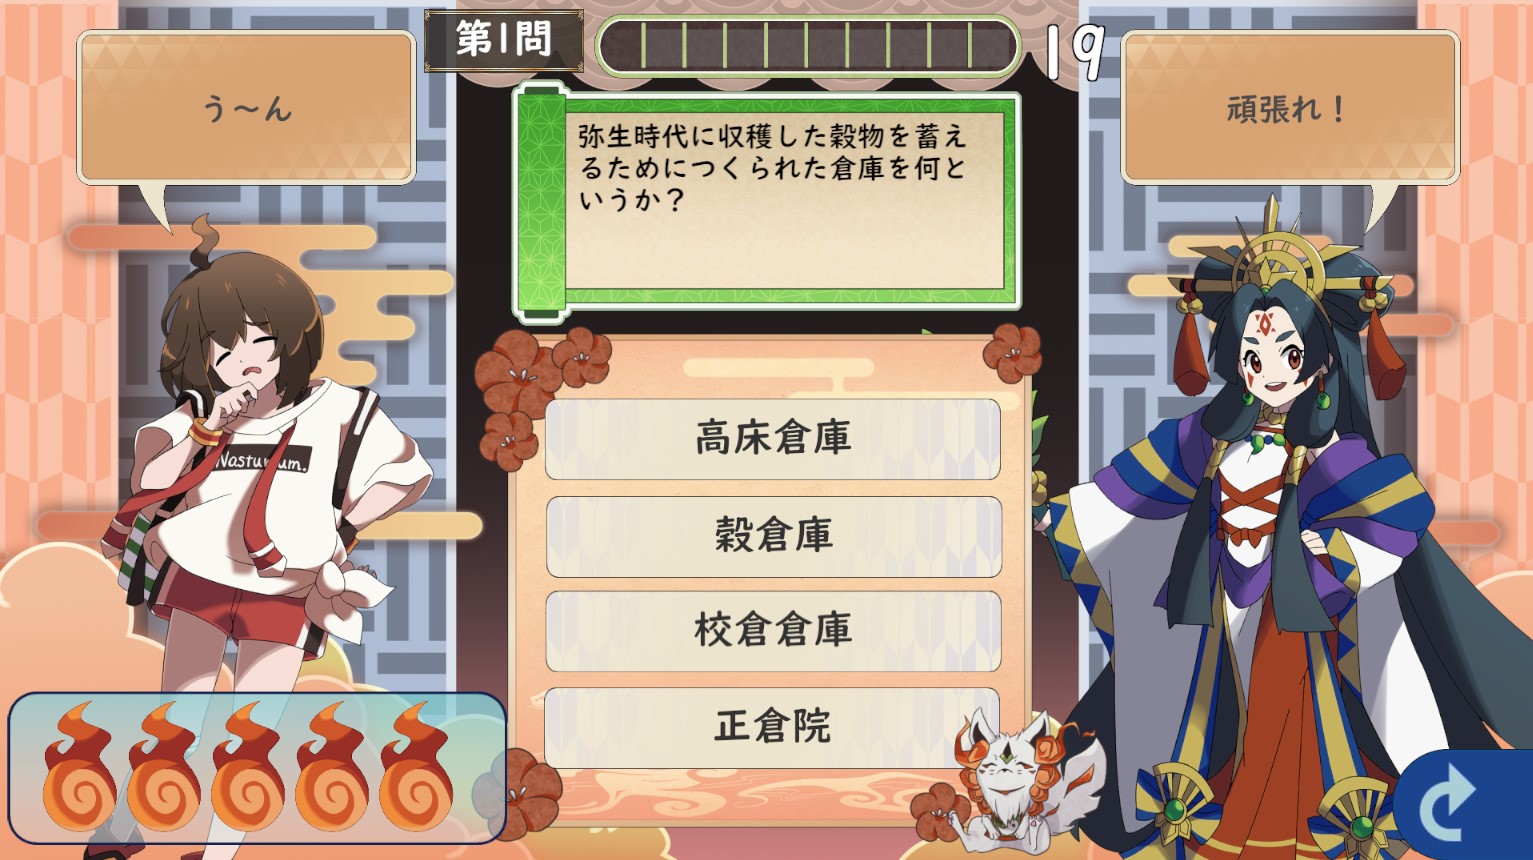 第1問
19
う～ん
頑張れ！
弥生時代に収穫した穀物を蓄え
るためにつくられた倉庫を何と
いうか？
高床倉庫
穀倉庫
校倉倉庫
正倉院